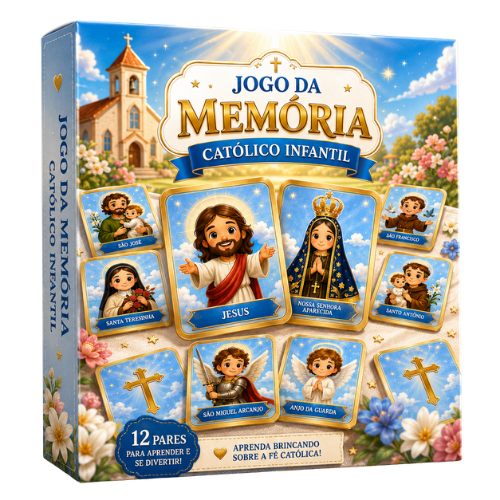 JOGO DA
MEMÓRIA
CATÓLICO INFANTIL
JOGO DA MEMÓRIA
CATÓLICO INFANTIL
SÃO JOSÉ
JESUS
NOSSA SENHORA
APARECIDA
SÃO FRANCISCO
SANTA TERESINHA
SANTO ANTÔNIO
SÃO MIGUEL ARCANJO
ANJO DA GUARDA
12 PARES
PARA APRENDER E
SE DIVERTIR!
APRENDA BRINCANDO
SOBRE A FÉ CATÓLICA!